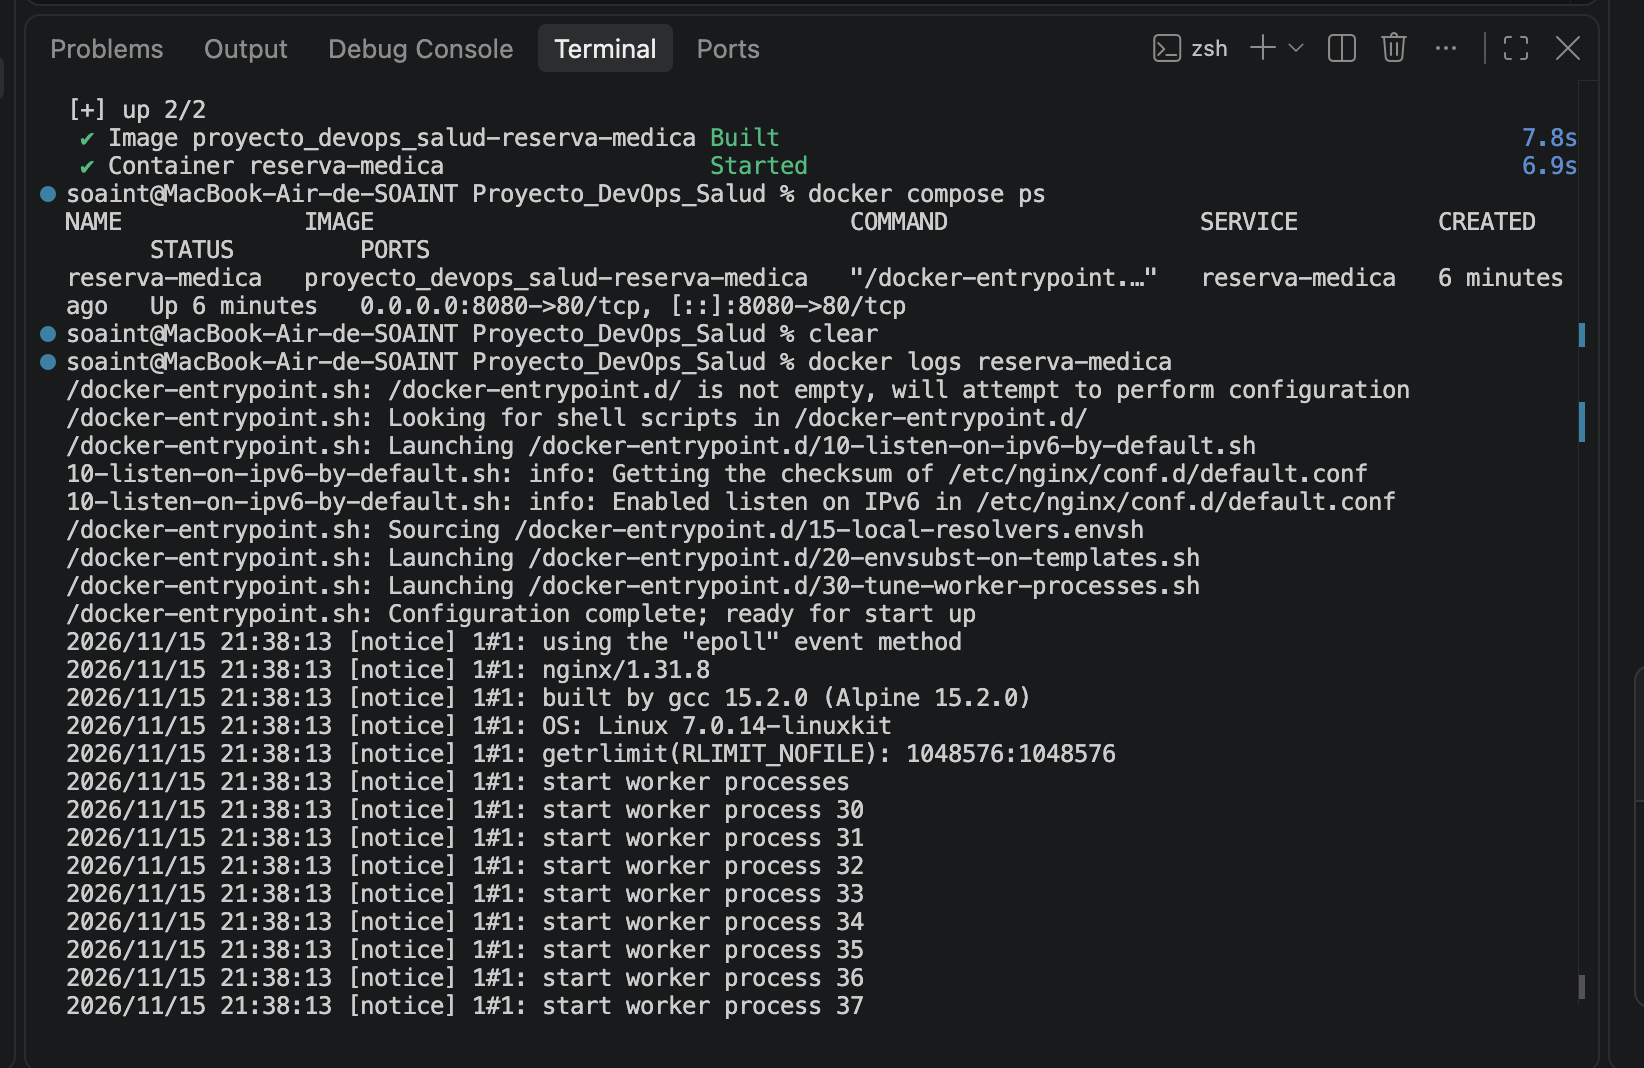 Problems Output Debug Console Terminal Ports zsh
[+] up 2/2
✔ Image proyecto_devops_salud-reserva-medica Built 7.8s
✔ Container reserva-medica Started 6.9s
soaint@MacBook-Air-de-SOAINT Proyecto_DevOps_Salud % docker compose ps
NAME IMAGE COMMAND SERVICE CREATED
STATUS PORTS
reserva-medica proyecto_devops_salud-reserva-medica "/docker-entrypoint.…" reserva-medica 6 minutes
ago Up 6 minutes 0.0.0.0:8080->80/tcp, [::]:8080->80/tcp
soaint@MacBook-Air-de-SOAINT Proyecto_DevOps_Salud % clear
soaint@MacBook-Air-de-SOAINT Proyecto_DevOps_Salud % docker logs reserva-medica
/docker-entrypoint.sh: /docker-entrypoint.d/ is not empty, will attempt to perform configuration
/docker-entrypoint.sh: Looking for shell scripts in /docker-entrypoint.d/
/docker-entrypoint.sh: Launching /docker-entrypoint.d/10-listen-on-ipv6-by-default.sh
10-listen-on-ipv6-by-default.sh: info: Getting the checksum of /etc/nginx/conf.d/default.conf
10-listen-on-ipv6-by-default.sh: info: Enabled listen on IPv6 in /etc/nginx/conf.d/default.conf
/docker-entrypoint.sh: Sourcing /docker-entrypoint.d/15-local-resolvers.envsh
/docker-entrypoint.sh: Launching /docker-entrypoint.d/20-envsubst-on-templates.sh
/docker-entrypoint.sh: Launching /docker-entrypoint.d/30-tune-worker-processes.sh
/docker-entrypoint.sh: Configuration complete; ready for start up
2026/11/15 21:38:13 [notice] 1#1: using the "epoll" event method
2026/11/15 21:38:13 [notice] 1#1: nginx/1.31.8
2026/11/15 21:38:13 [notice] 1#1: built by gcc 15.2.0 (Alpine 15.2.0)
2026/11/15 21:38:13 [notice] 1#1: OS: Linux 7.0.14-linuxkit
2026/11/15 21:38:13 [notice] 1#1: getrlimit(RLIMIT_NOFILE): 1048576:1048576
2026/11/15 21:38:13 [notice] 1#1: start worker processes
2026/11/15 21:38:13 [notice] 1#1: start worker process 30
2026/11/15 21:38:13 [notice] 1#1: start worker process 31
2026/11/15 21:38:13 [notice] 1#1: start worker process 32
2026/11/15 21:38:13 [notice] 1#1: start worker process 33
2026/11/15 21:38:13 [notice] 1#1: start worker process 34
2026/11/15 21:38:13 [notice] 1#1: start worker process 35
2026/11/15 21:38:13 [notice] 1#1: start worker process 36
2026/11/15 21:38:13 [notice] 1#1: start worker process 37